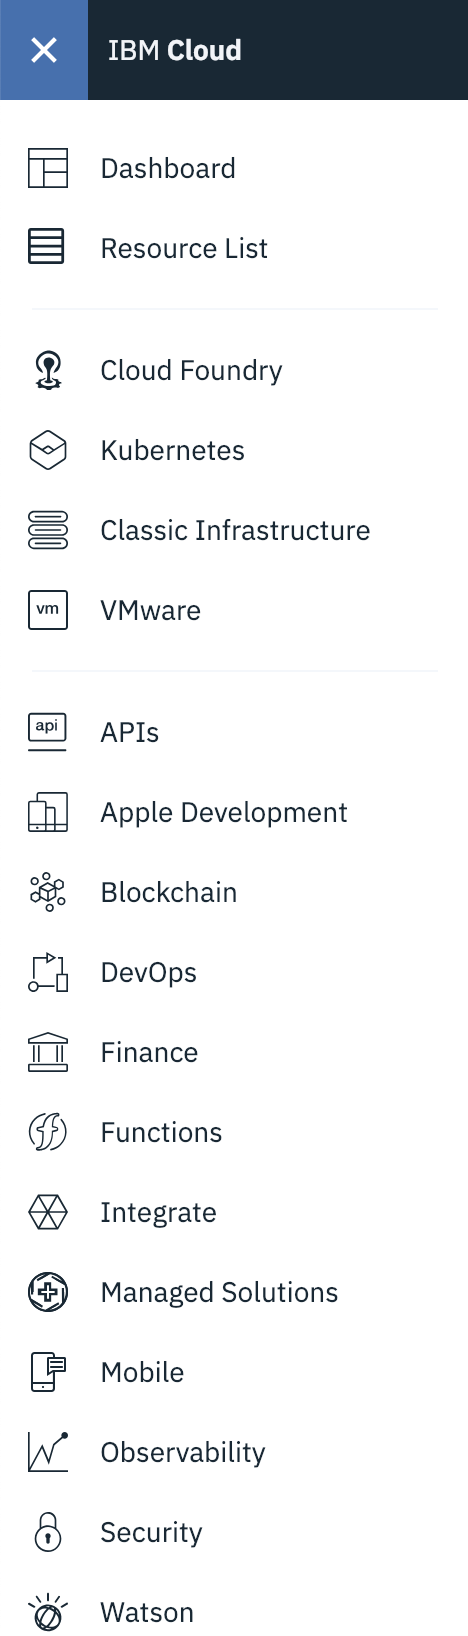 IBM Cloud
Dashboard
Resource List
Cloud Foundry
Kubernetes
Classic Infrastructure
vm VMware
api APIs
Apple Development
Blockchain
DevOps
Finance
Functions
Integrate
Managed Solutions
Mobile
Observability
Security
Watson